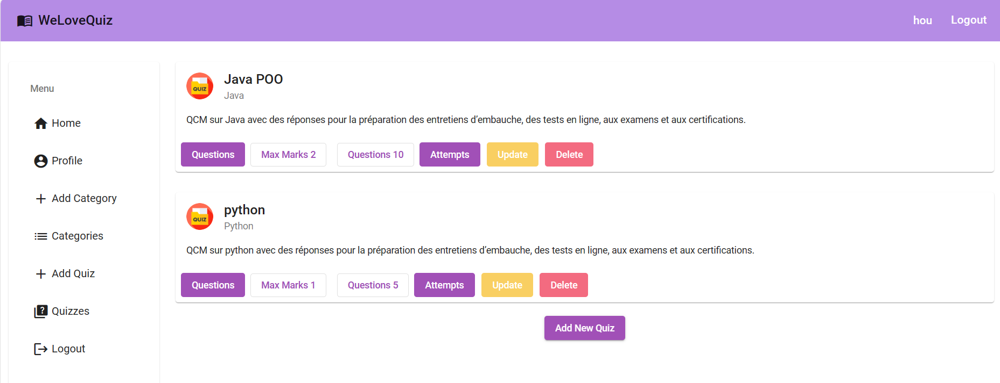 WeLoveQuiz
hou Logout
Menu
Home
Profile
Add Category
Categories
Add Quiz
Quizzes
Logout
QUIZ
Java POO
Java
QCM sur Java avec des réponses pour la préparation des entretiens d’embauche, des tests en ligne, aux examens et aux certifications.
Questions Max Marks 2 Questions 10 Attempts Update Delete
QUIZ
python
Python
QCM sur python avec des réponses pour la préparation des entretiens d’embauche, des tests en ligne, aux examens et aux certifications.
Questions Max Marks 1 Questions 5 Attempts Update Delete
Add New Quiz